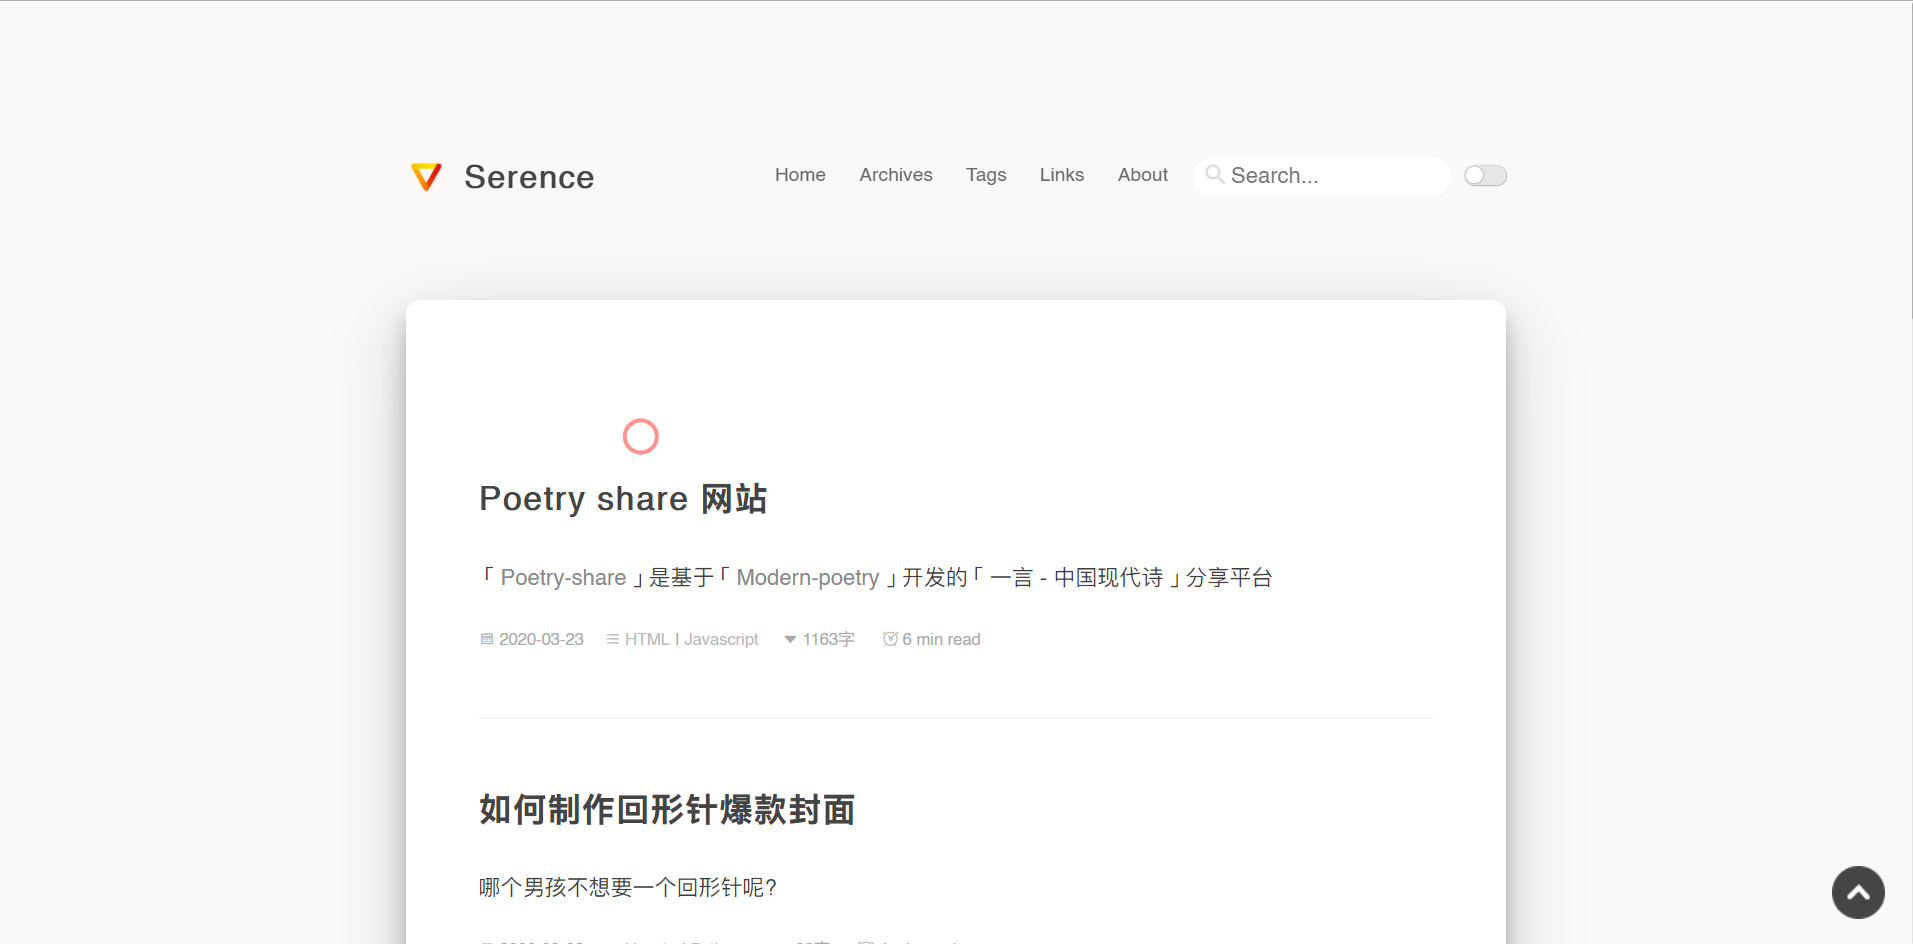 Serence
Home Archives Tags Links About Search...
Poetry share 网站
「 Poetry-share 」是基于「 Modern-poetry 」开发的「 一言 - 中国现代诗 」分享平台
2020-03-23 HTML | Javascript 1163字 6 min read
如何制作回形针爆款封面
哪个男孩不想要一个回形针呢?